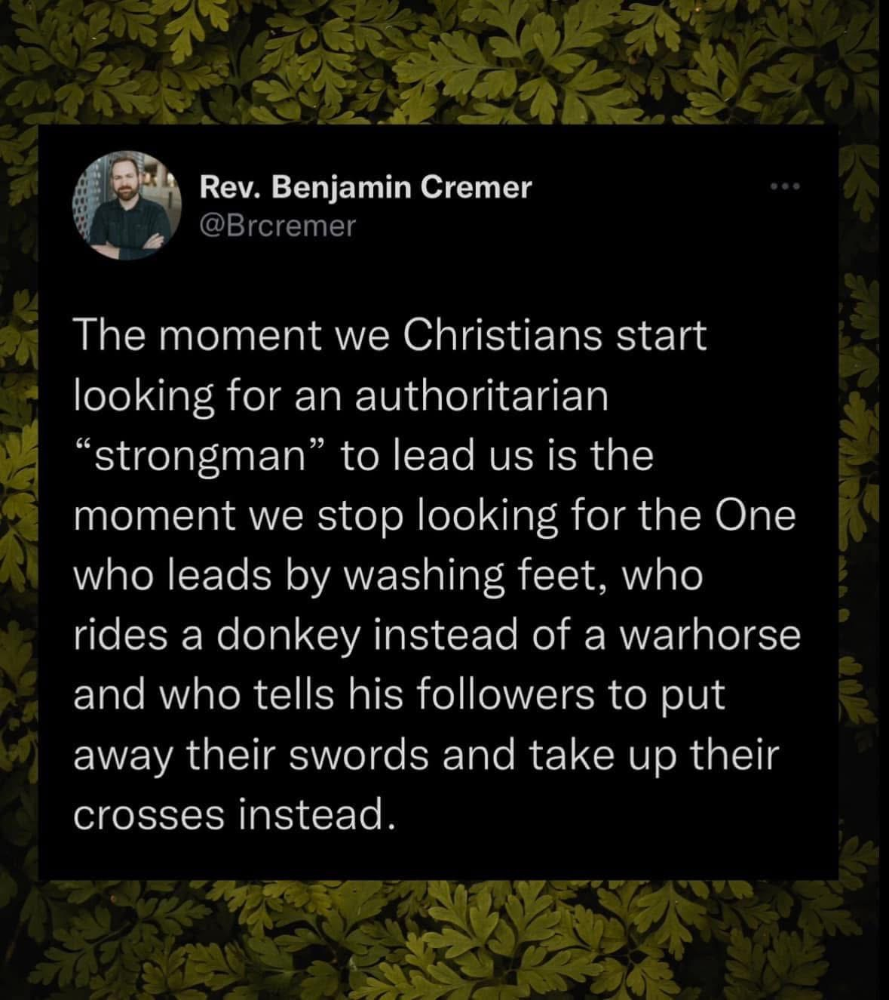 Rev. Benjamin Cremer
@Brcremer
The moment we Christians start
looking for an authoritarian
“strongman” to lead us is the
moment we stop looking for the One
who leads by washing feet, who
rides a donkey instead of a warhorse
and who tells his followers to put
away their swords and take up their
crosses instead.